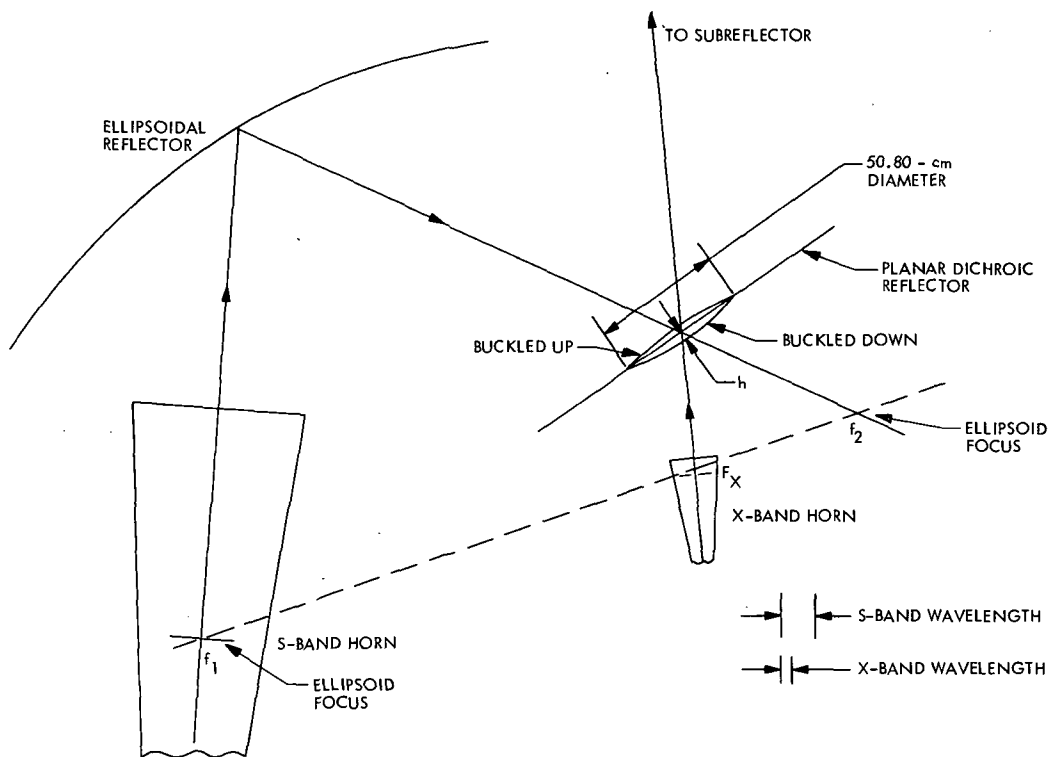 TO SUBREFLECTOR
ELLIPSOIDAL
REFLECTOR
50.80 - cm
DIAMETER
PLANAR DICHROIC
REFLECTOR
BUCKLED UP
BUCKLED DOWN
h
f2
ELLIPSOID
FOCUS
FX
X-BAND HORN
S-BAND WAVELENGTH
S-BAND HORN
f1
X-BAND WAVELENGTH
ELLIPSOID
FOCUS